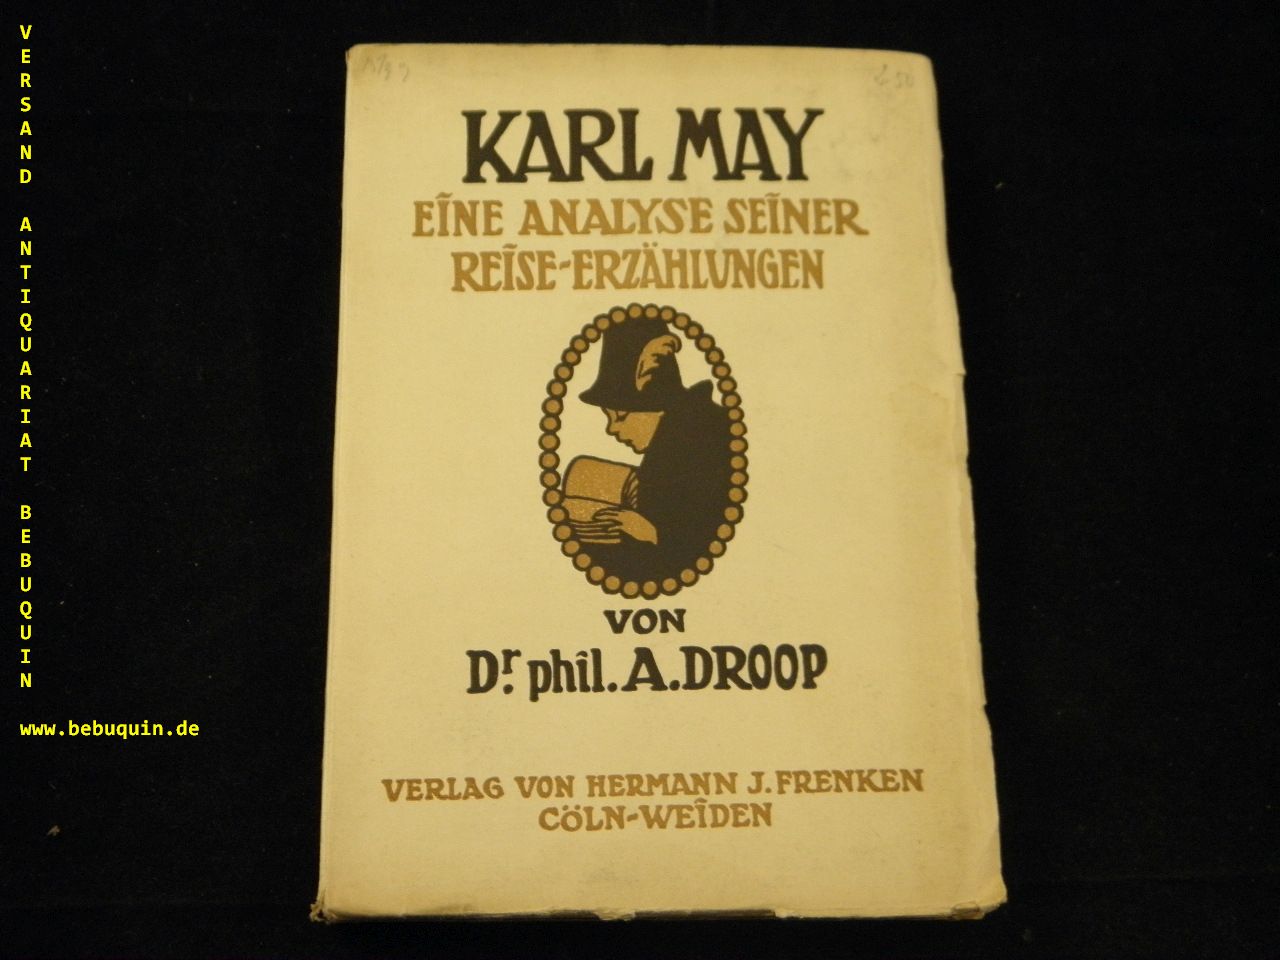 VERSAND ANTIQUARIAT BEBUQUIN
www.bebuquin.de
KARL MAY
EINE ANALYSE SEINER
REISE-ERZÄHLUNGEN
VON
Dr. phil. A. DROOP
VERLAG VON HERMANN J. FRENKEN
CÖLN-WEIDEN